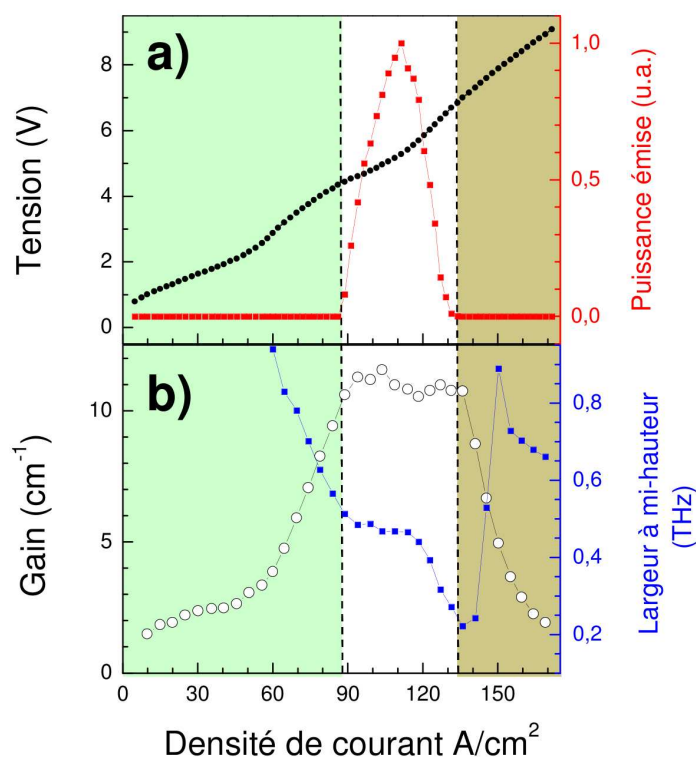 a)
Tension (V)
8
6
4
2
0
1,0
0,5
0,0
Puissance émise (u.a.)
b)
Gain (cm-1)
10
5
0
0,8
0,6
0,4
0,2
Largeur à mi-hauteur
(THz)
0 30 60 90 120 150
Densité de courant A/cm2